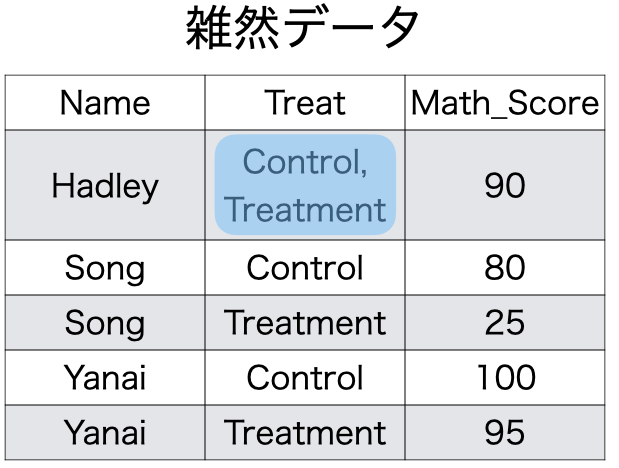 雑然データ
Name Treat Math_Score
Hadley Control, Treatment 90
Song Control 80
Song Treatment 25
Yanai Control 100
Yanai Treatment 95